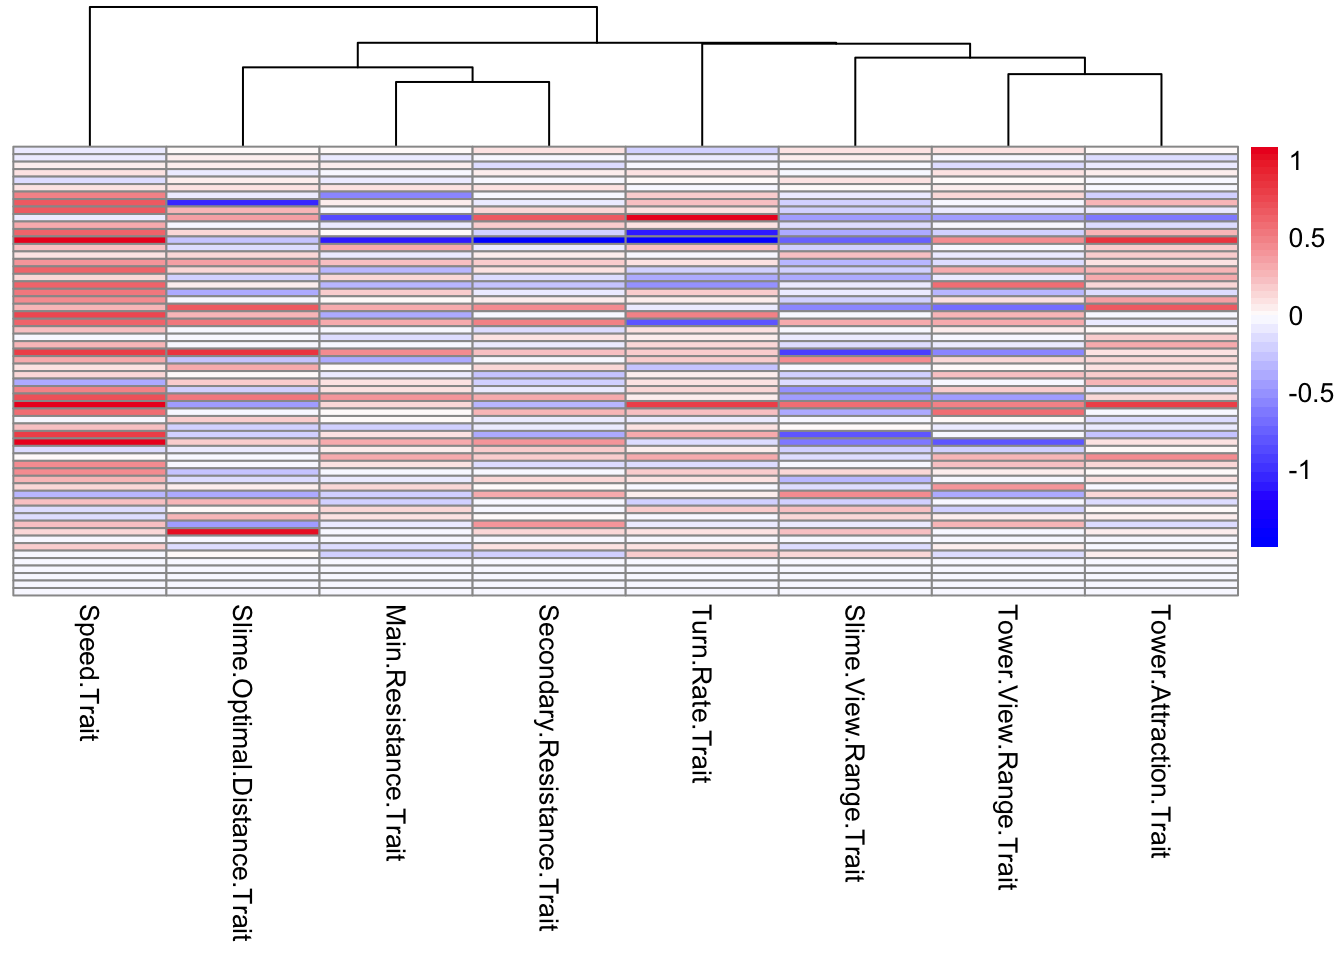 1
0.5
0
-0.5
-1
Speed.Trait
Slime.Optimal.Distance.Trait
Main.Resistance.Trait
Secondary.Resistance.Trait
Turn.Rate.Trait
Slime.View.Range.Trait
Tower.View.Range.Trait
Tower.Attraction.Trait